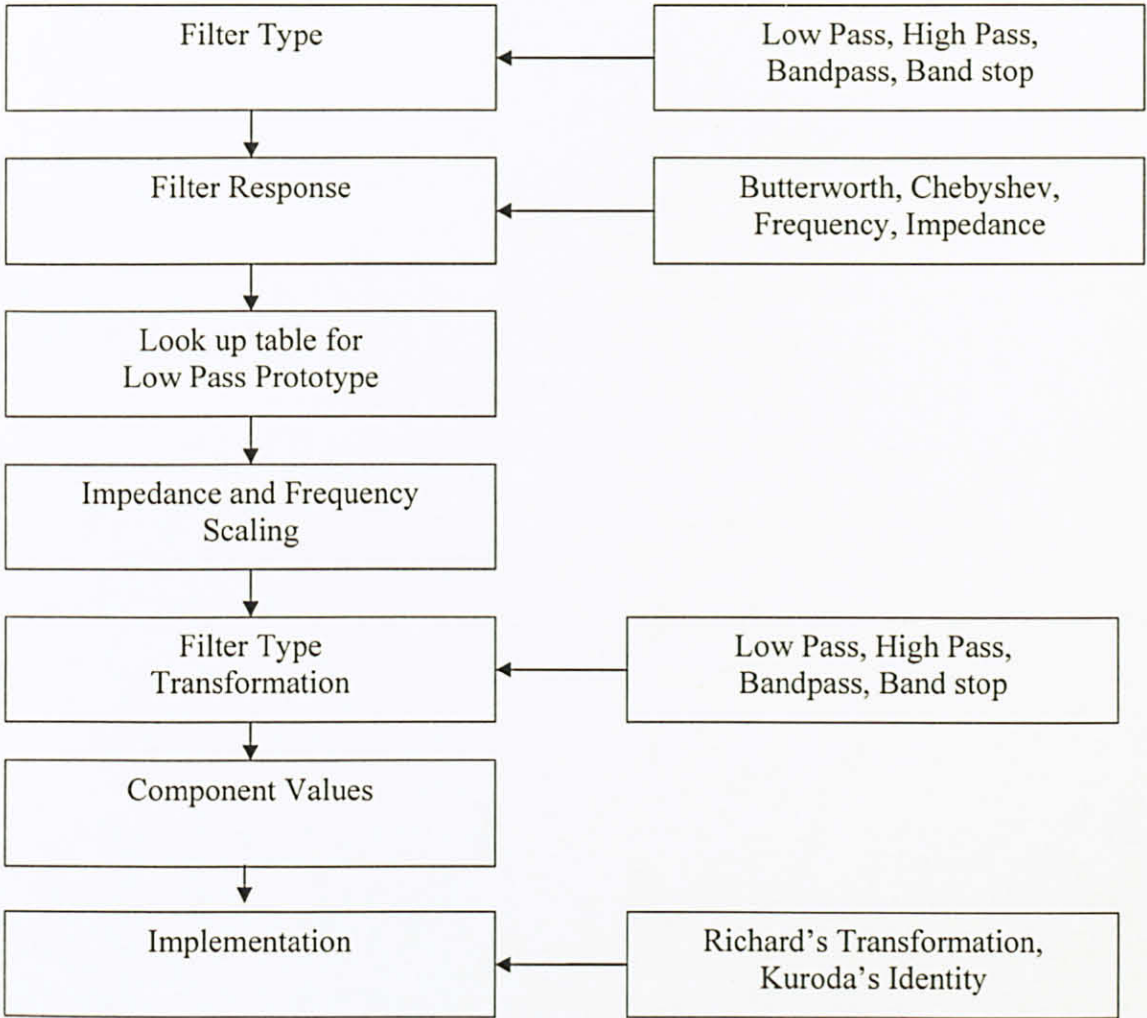 Filter Type
Low Pass, High Pass,
Bandpass, Band stop
Filter Response
Butterworth, Chebyshev,
Frequency, Impedance
Look up table for
Low Pass Prototype
Impedance and Frequency
Scaling
Filter Type
Transformation
Low Pass, High Pass,
Bandpass, Band stop
Component Values
Implementation
Richard's Transformation,
Kuroda's Identity